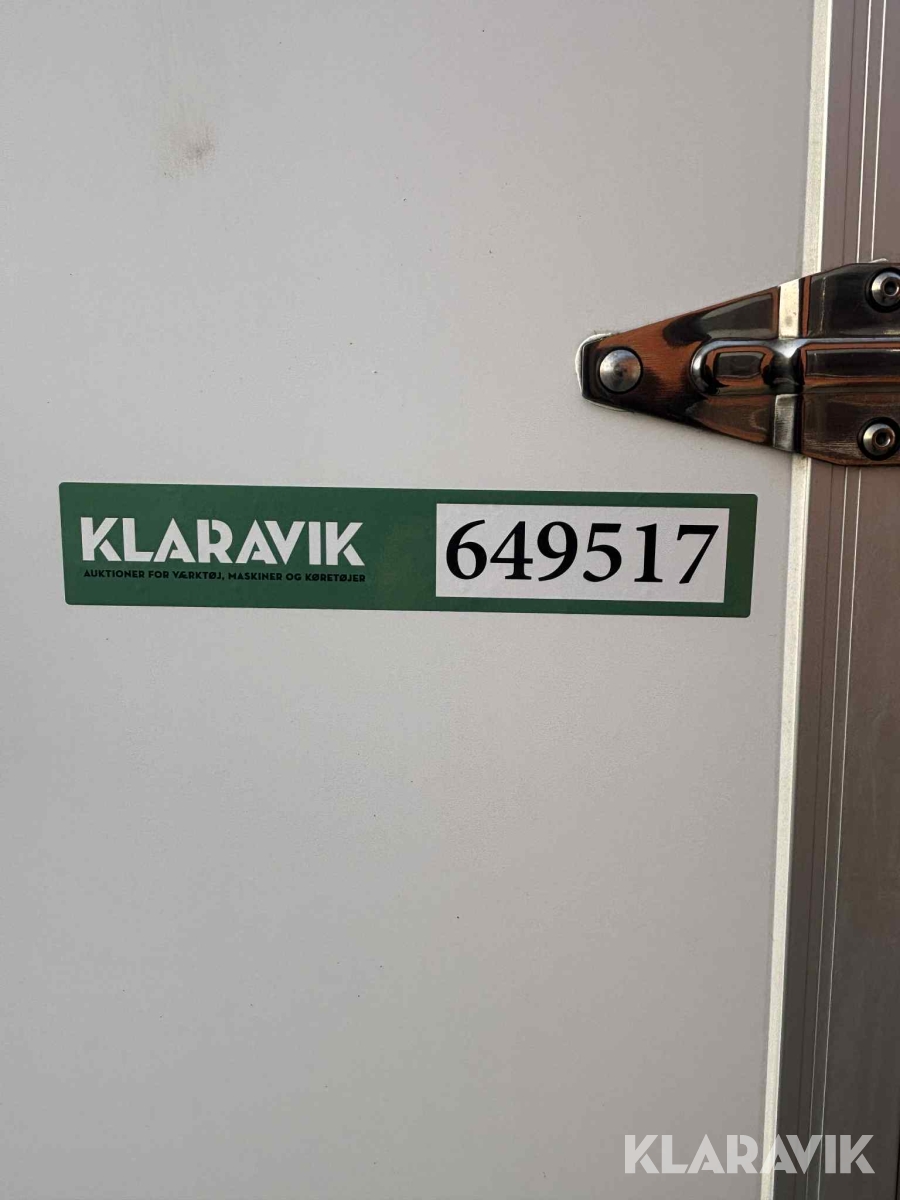 KLARAVIK
AUKTIONER FOR VÆRKTØJ, MASKINER OG KØRETØJER
649517
KLARAVIK